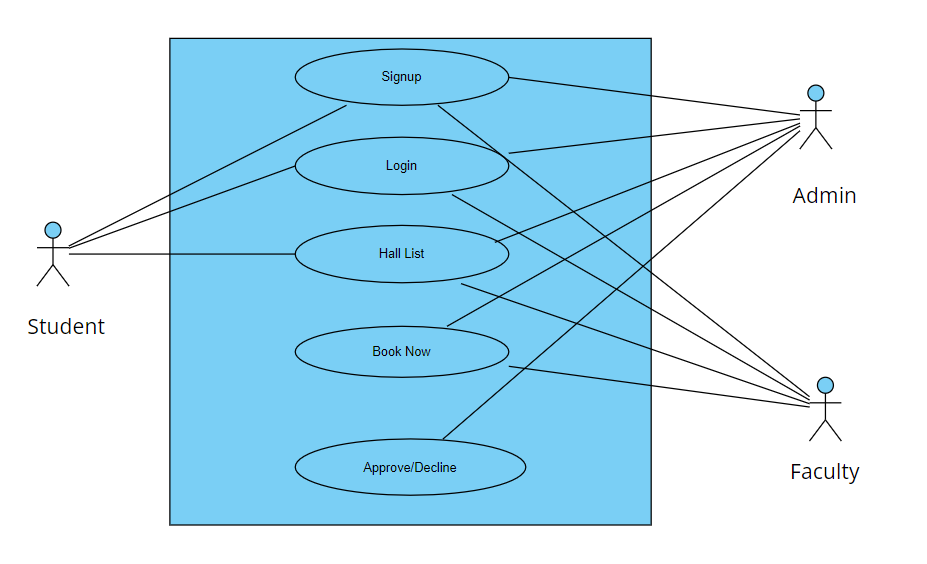 Signup
Login
Hall List
Book Now
Approve/Decline
Student
Admin
Faculty